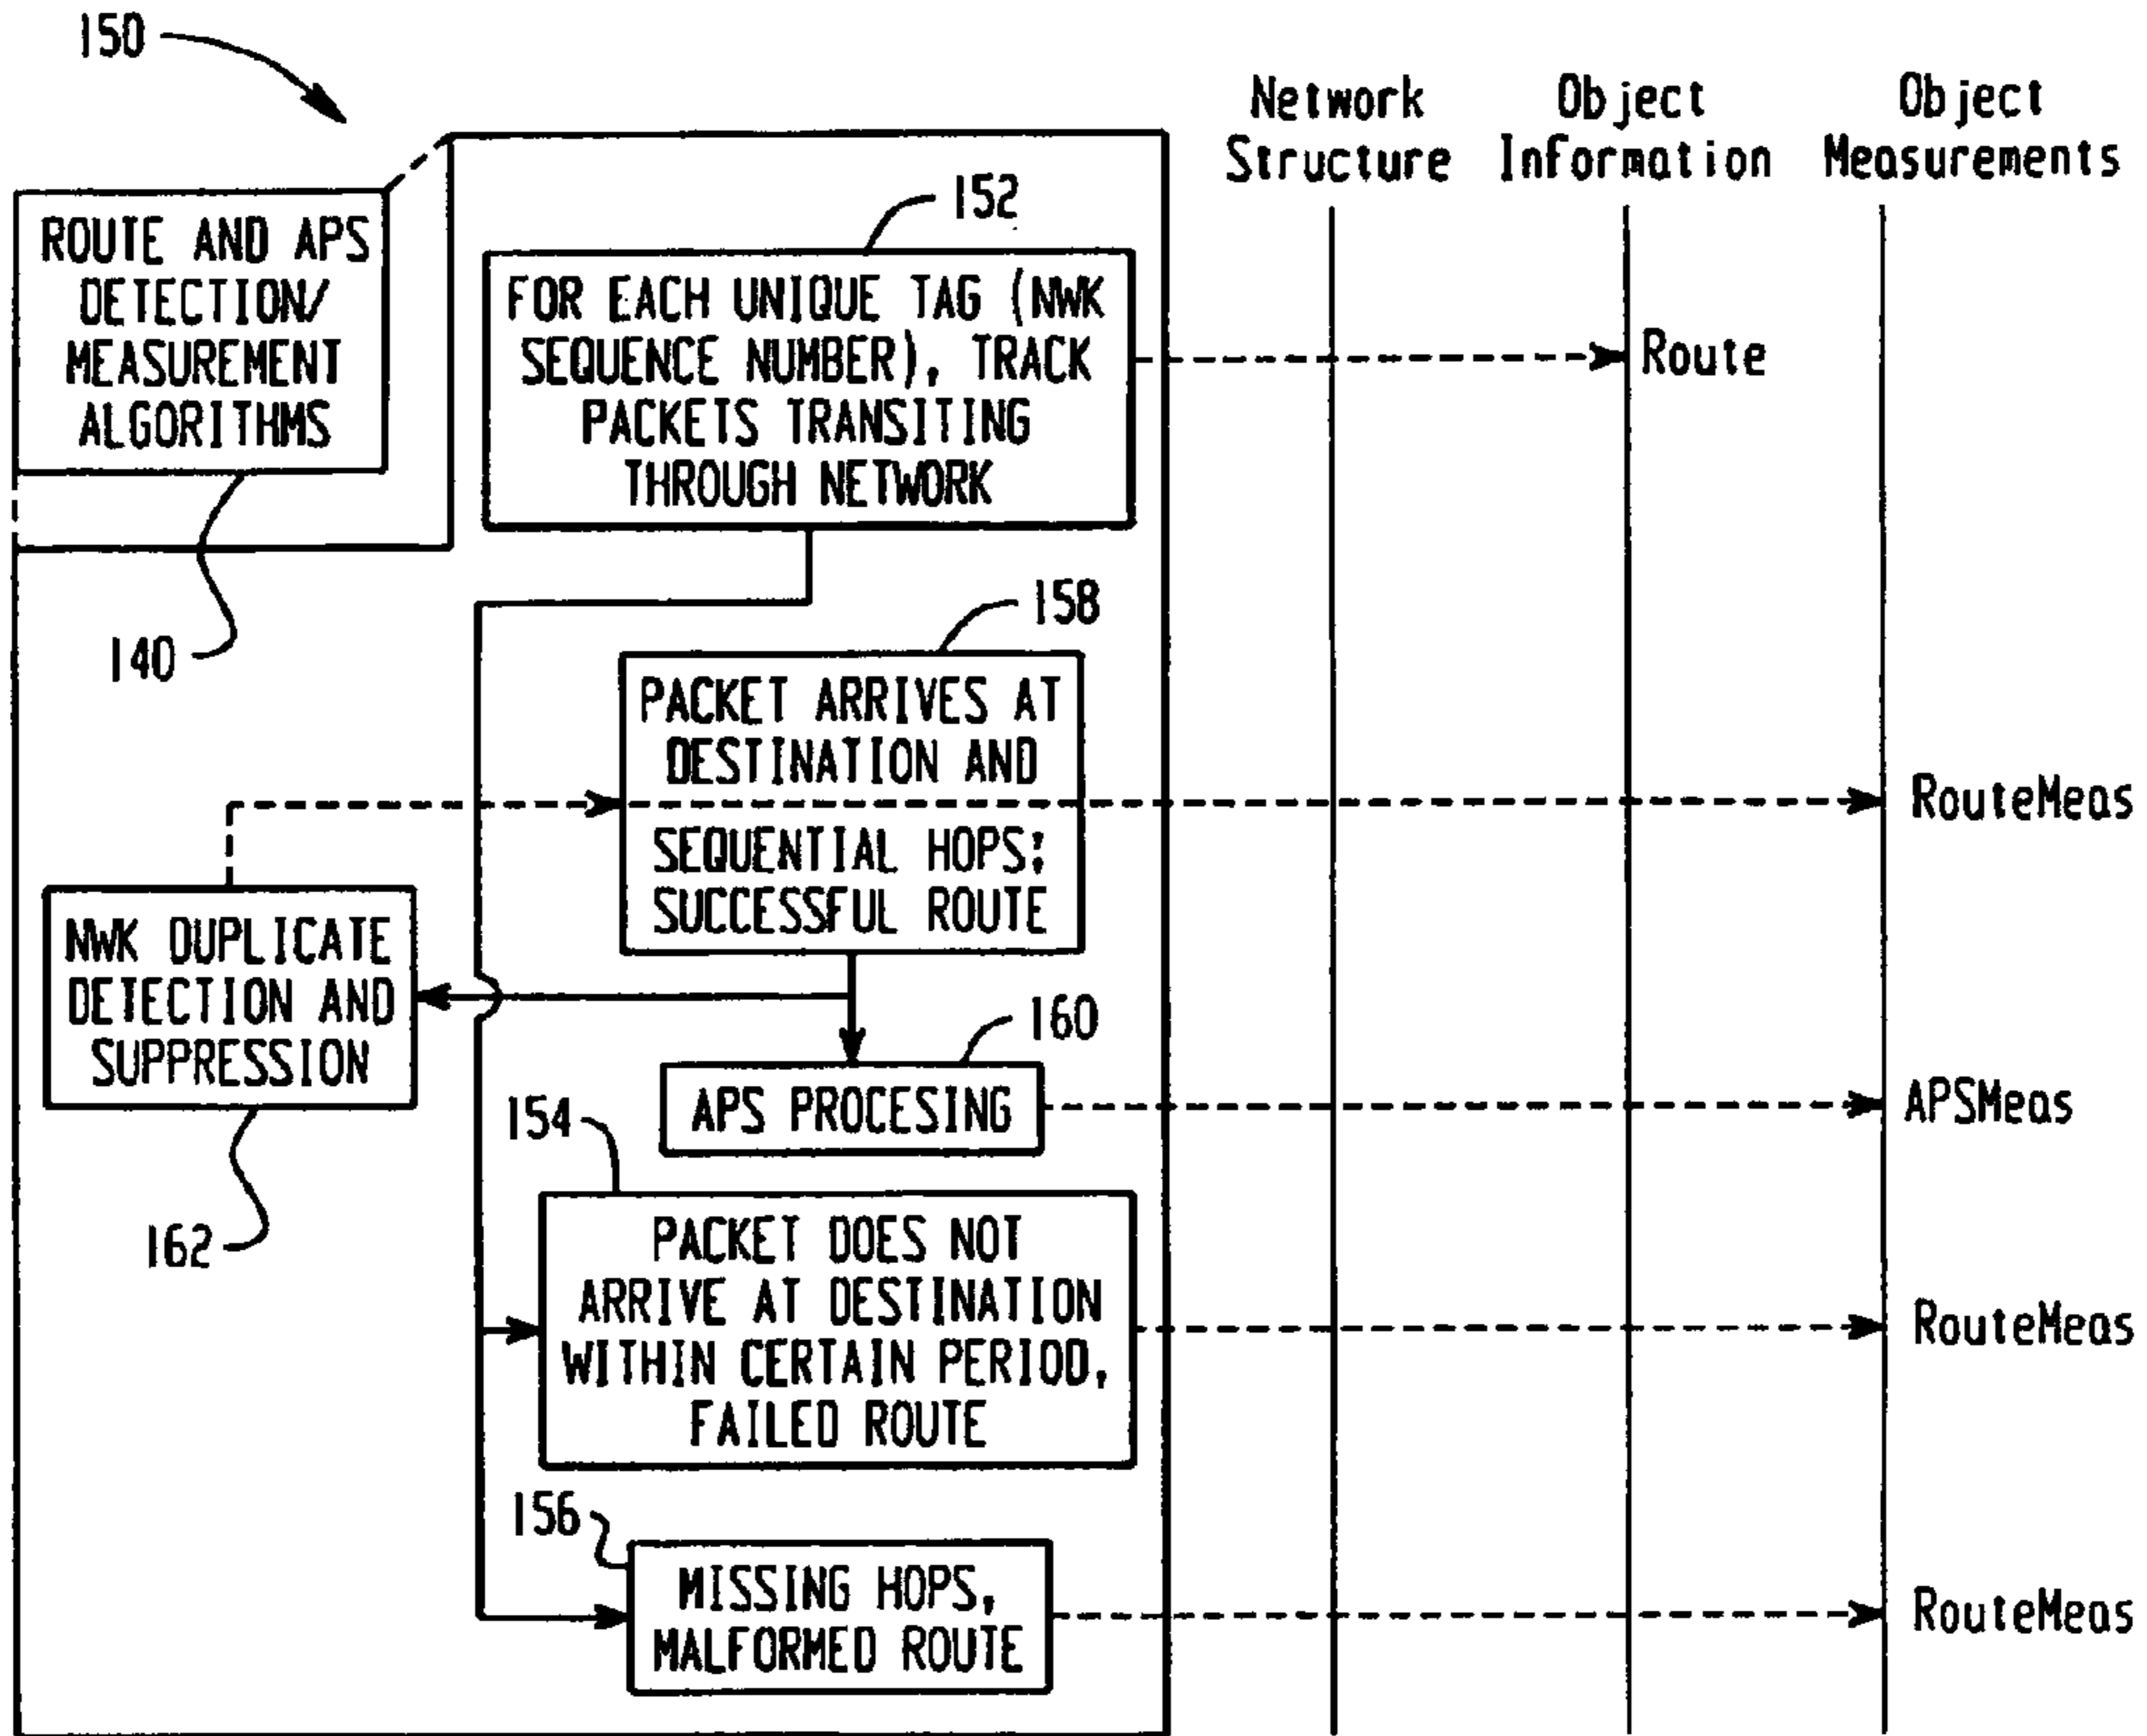 150
Network
Structure
Object
Information
Object
Measurements
ROUTE AND APS
DETECTION/
MEASUREMENT
ALGORITHMS
140
152
FOR EACH UNIQUE TAG (NWK
SEQUENCE NUMBER), TRACK
PACKETS TRANSITING
THROUGH NETWORK
Route
158
PACKET ARRIVES AT
DESTINATION AND
SEQUENTIAL HOPS;
SUCCESSFUL ROUTE
RouteMeas
NWK DUPLICATE
DETECTION AND
SUPPRESSION
162
160
APS PROCESING
APSMeas
154
PACKET DOES NOT
ARRIVE AT DESTINATION
WITHIN CERTAIN PERIOD,
FAILED ROUTE
RouteMeas
156
MISSING HOPS,
MALFORMED ROUTE
RouteMeas